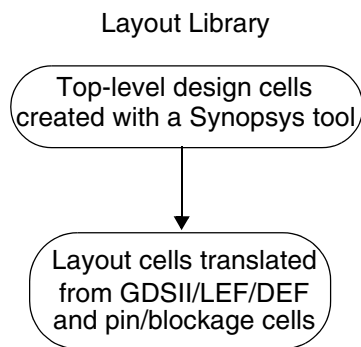 Layout Library
Top-level design cells
created with a Synopsys tool
Layout cells translated
from GDSII/LEF/DEF
and pin/blockage cells